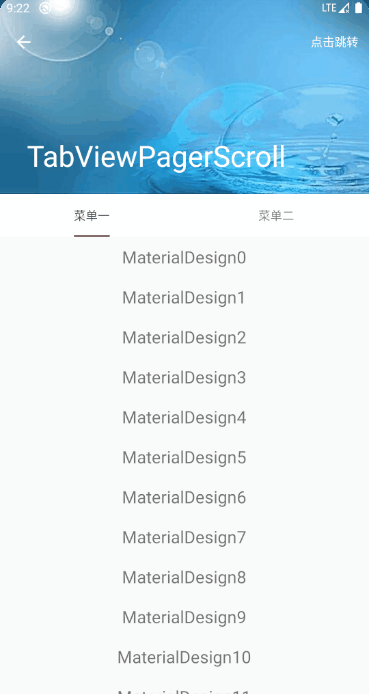 9:22
LTE
点击跳转
TabViewPagerScroll
菜单一
菜单二
MaterialDesign0
MaterialDesign1
MaterialDesign2
MaterialDesign3
MaterialDesign4
MaterialDesign5
MaterialDesign6
MaterialDesign7
MaterialDesign8
MaterialDesign9
MaterialDesign10
MaterialDesign11